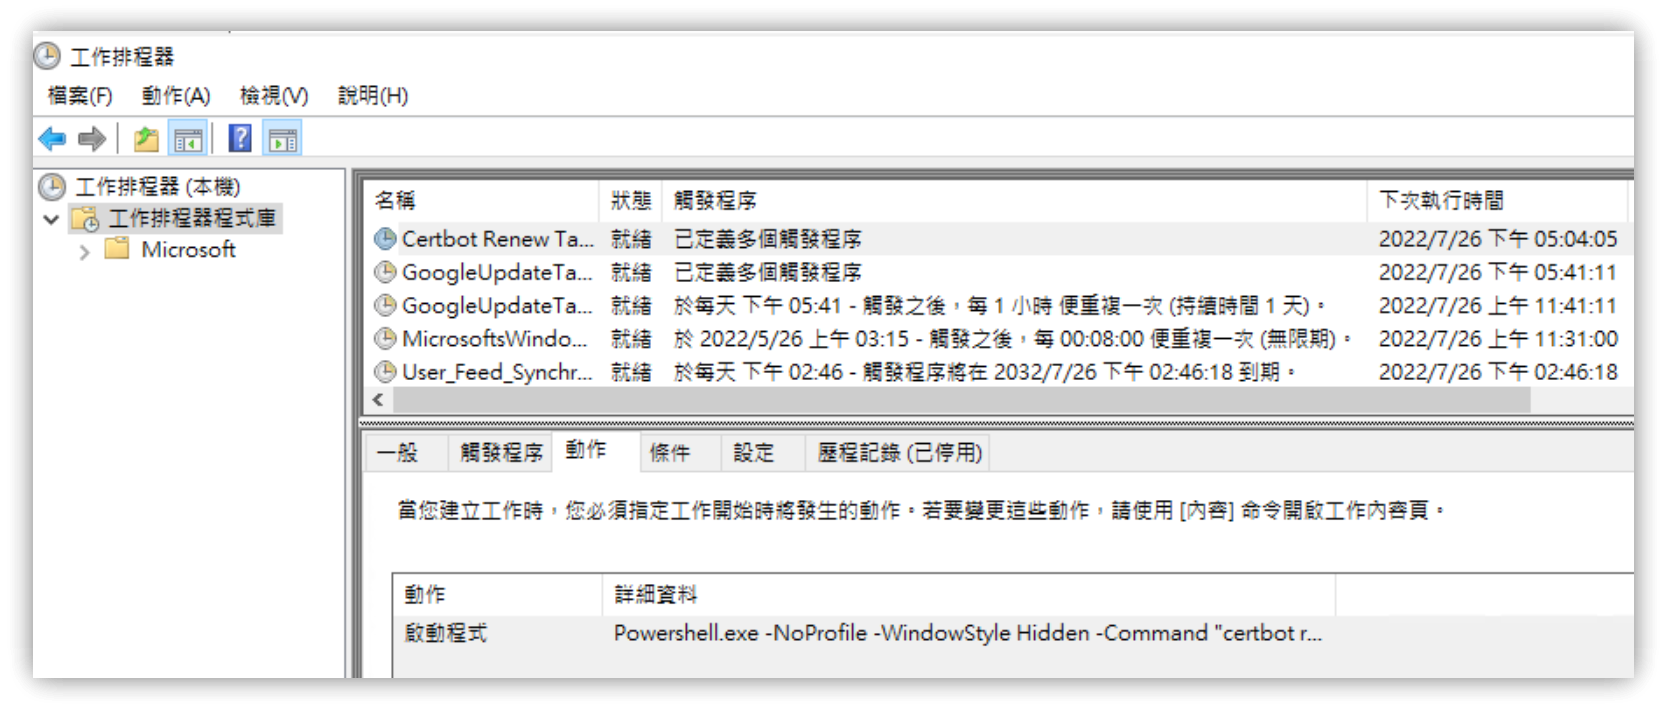 工作排程器
檔案(F) 動作(A) 檢視(V) 說明(H)
工作排程器 (本機)
工作排程器程式庫
Microsoft
名稱 狀態 觸發程序 下次執行時間
Certbot Renew Ta... 就緒 已定義多個觸發程序 2022/7/26 下午 05:04:05
GoogleUpdateTa... 就緒 已定義多個觸發程序 2022/7/26 下午 05:41:11
GoogleUpdateTa... 就緒 於每天 下午 05:41 - 觸發之後，每 1 小時 便重複一次 (持續時間 1 天)。 2022/7/26 上午 11:41:11
MicrosoftsWindo... 就緒 於 2022/5/26 上午 03:15 - 觸發之後，每 00:08:00 便重複一次 (無限期)。 2022/7/26 上午 11:31:00
User_Feed_Synchr... 就緒 於每天 下午 02:46 - 觸發程序將在 2032/7/26 下午 02:46:18 到期。 2022/7/26 下午 02:46:18
一般 觸發程序 動作 條件 設定 歷程記錄 (已停用)
當您建立工作時，您必須指定工作開始時將發生的動作。若要變更這些動作，請使用 [內容] 命令開啟工作內容頁。
動作 詳細資料
啟動程式 Powershell.exe -NoProfile -WindowStyle Hidden -Command "certbot r...